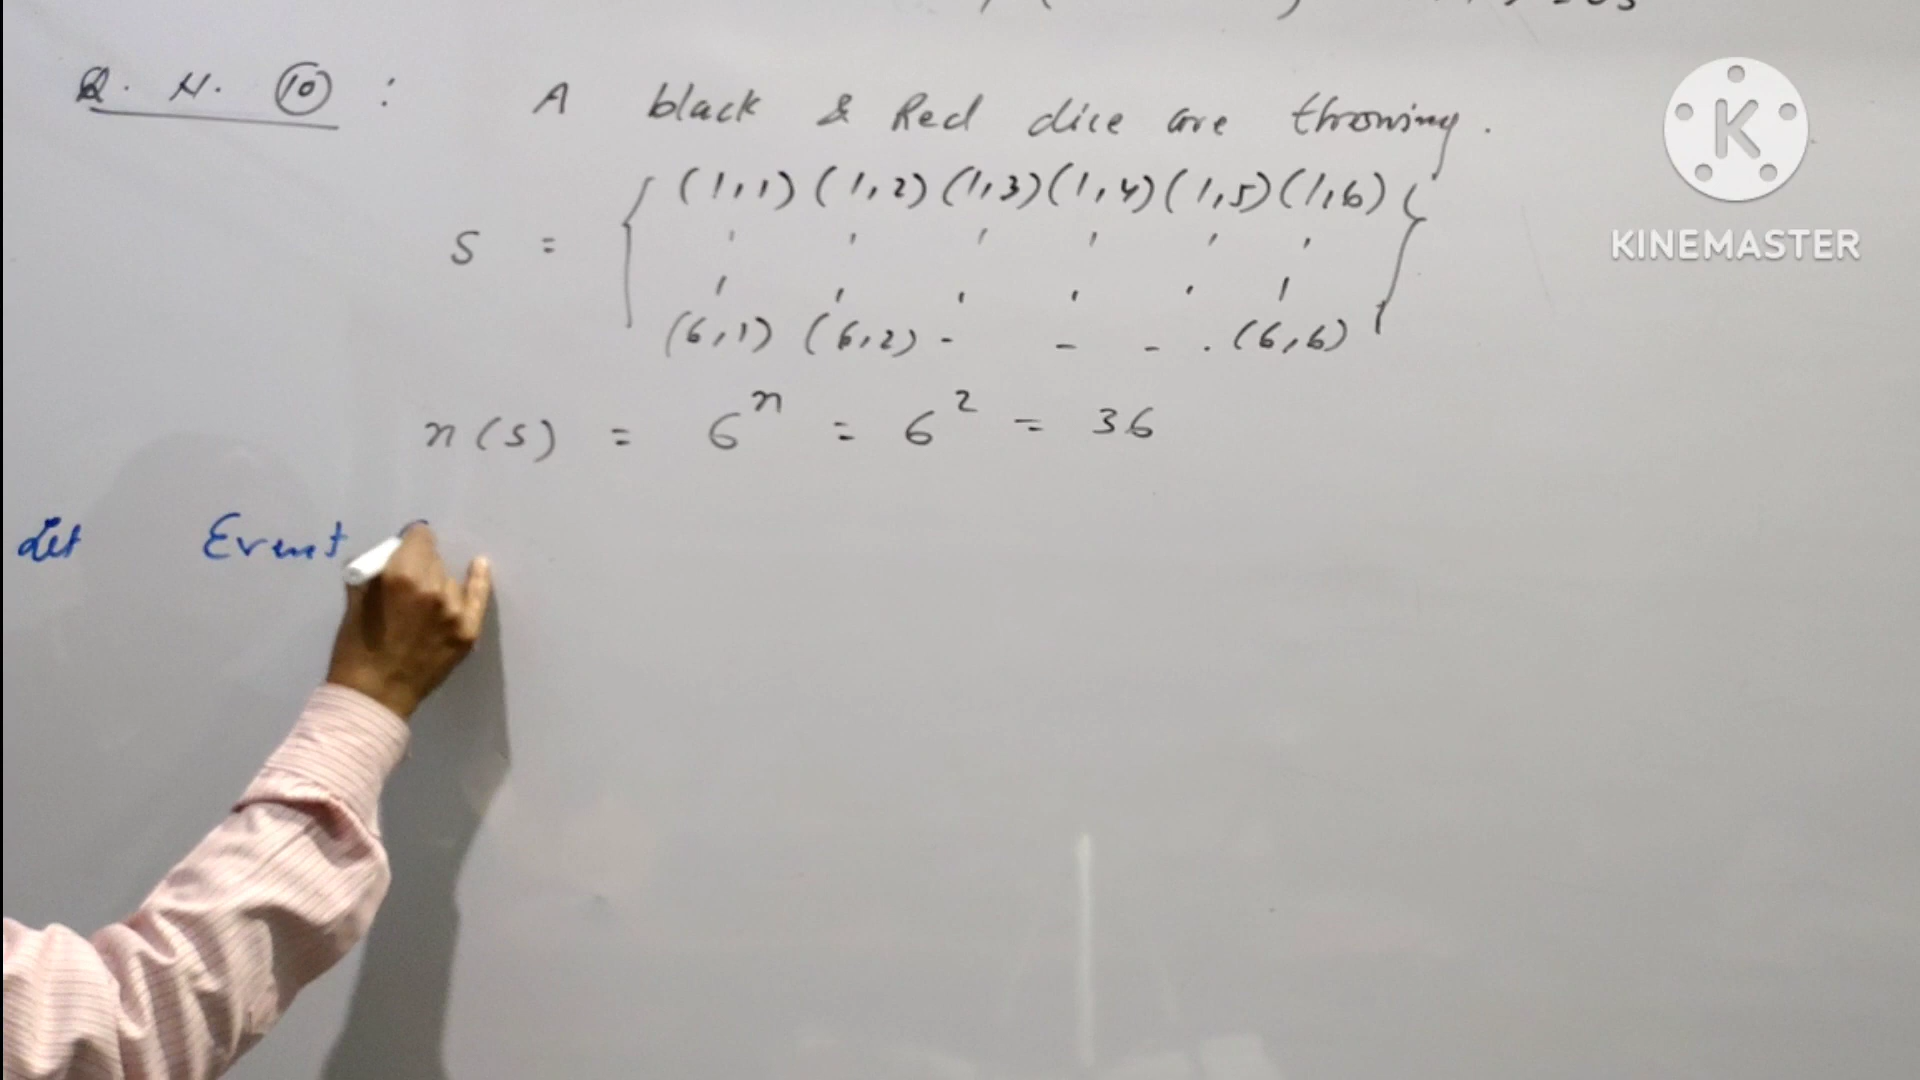 Q. N. 10 : A black & Red dice are throwing.
S = { (1,1) (1,2) (1,3) (1,4) (1,5) (1,6)
' ' ' ' ' '
' ' ' ' ' '
(6,1) (6,2) - - - . (6,6) }
n(S) = 6^n = 6^2 = 36
Let Event
K
KINEMASTER